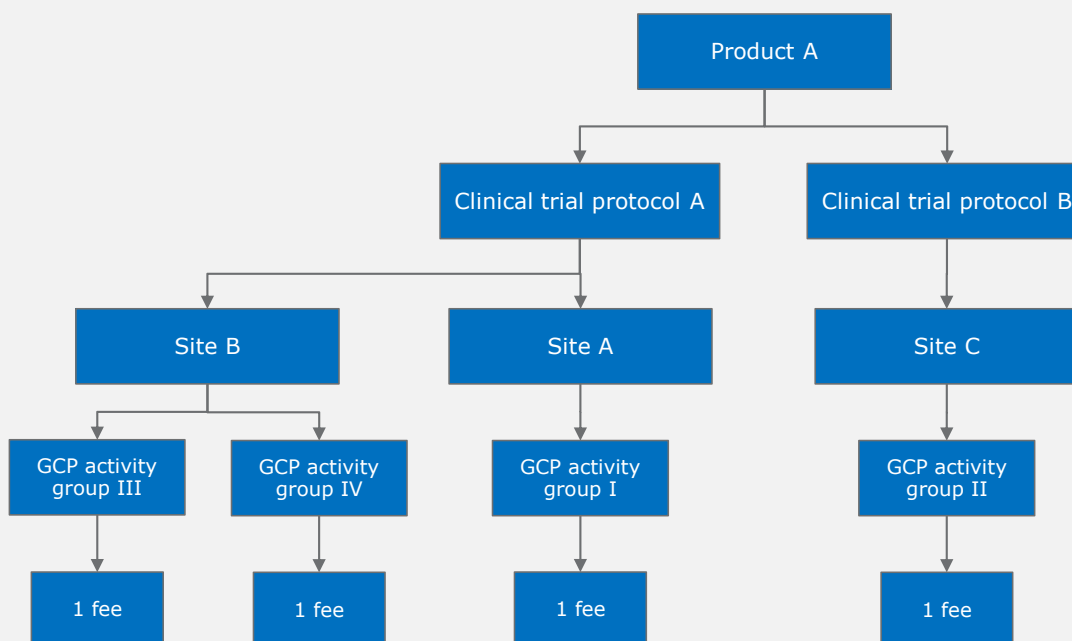 Product A
Clinical trial protocol A
Clinical trial protocol B
Site B
Site A
Site C
GCP activity
group III
GCP activity
group IV
GCP activity
group I
GCP activity
group II
1 fee
1 fee
1 fee
1 fee